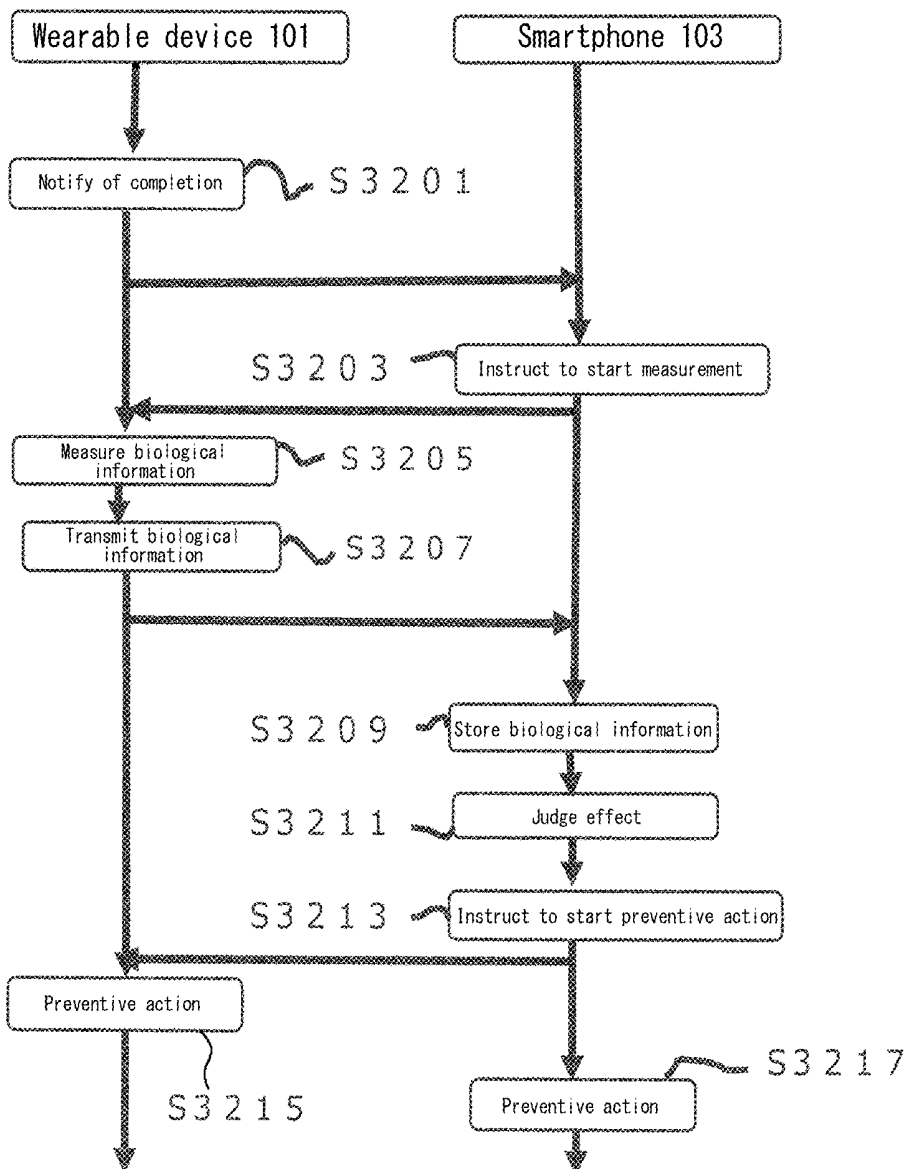 Wearable device 101
Smartphone 103
Notify of completion
S3201
S3203
Instruct to start measurement
Measure biological
information
S3205
Transmit biological
information
S3207
S3209
Store biological information
S3211
Judge effect
S3213
Instruct to start preventive action
Preventive action
S3215
S3217
Preventive action